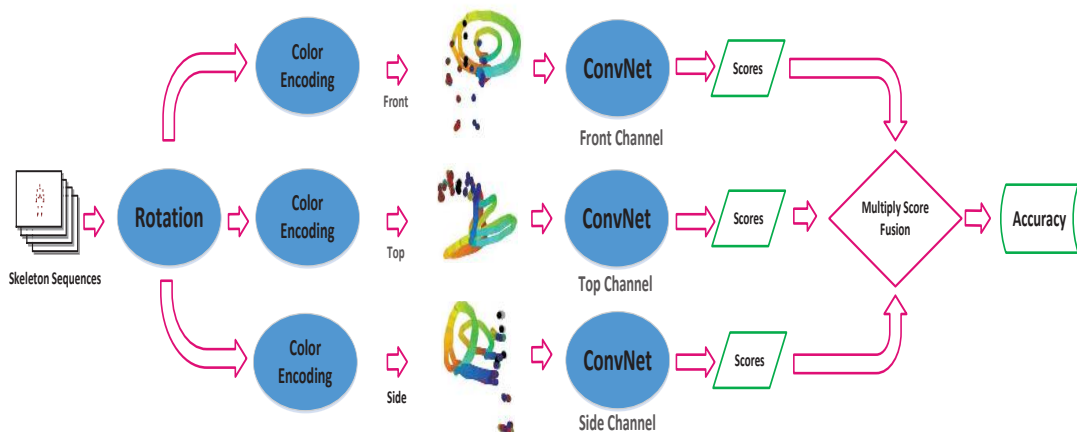 Color
Encoding
Front
ConvNet
Front Channel
Scores
Skeleton Sequences
Rotation
Color
Encoding
Top
ConvNet
Top Channel
Scores
Multiply Score
Fusion
Accuracy
Color
Encoding
Side
ConvNet
Side Channel
Scores